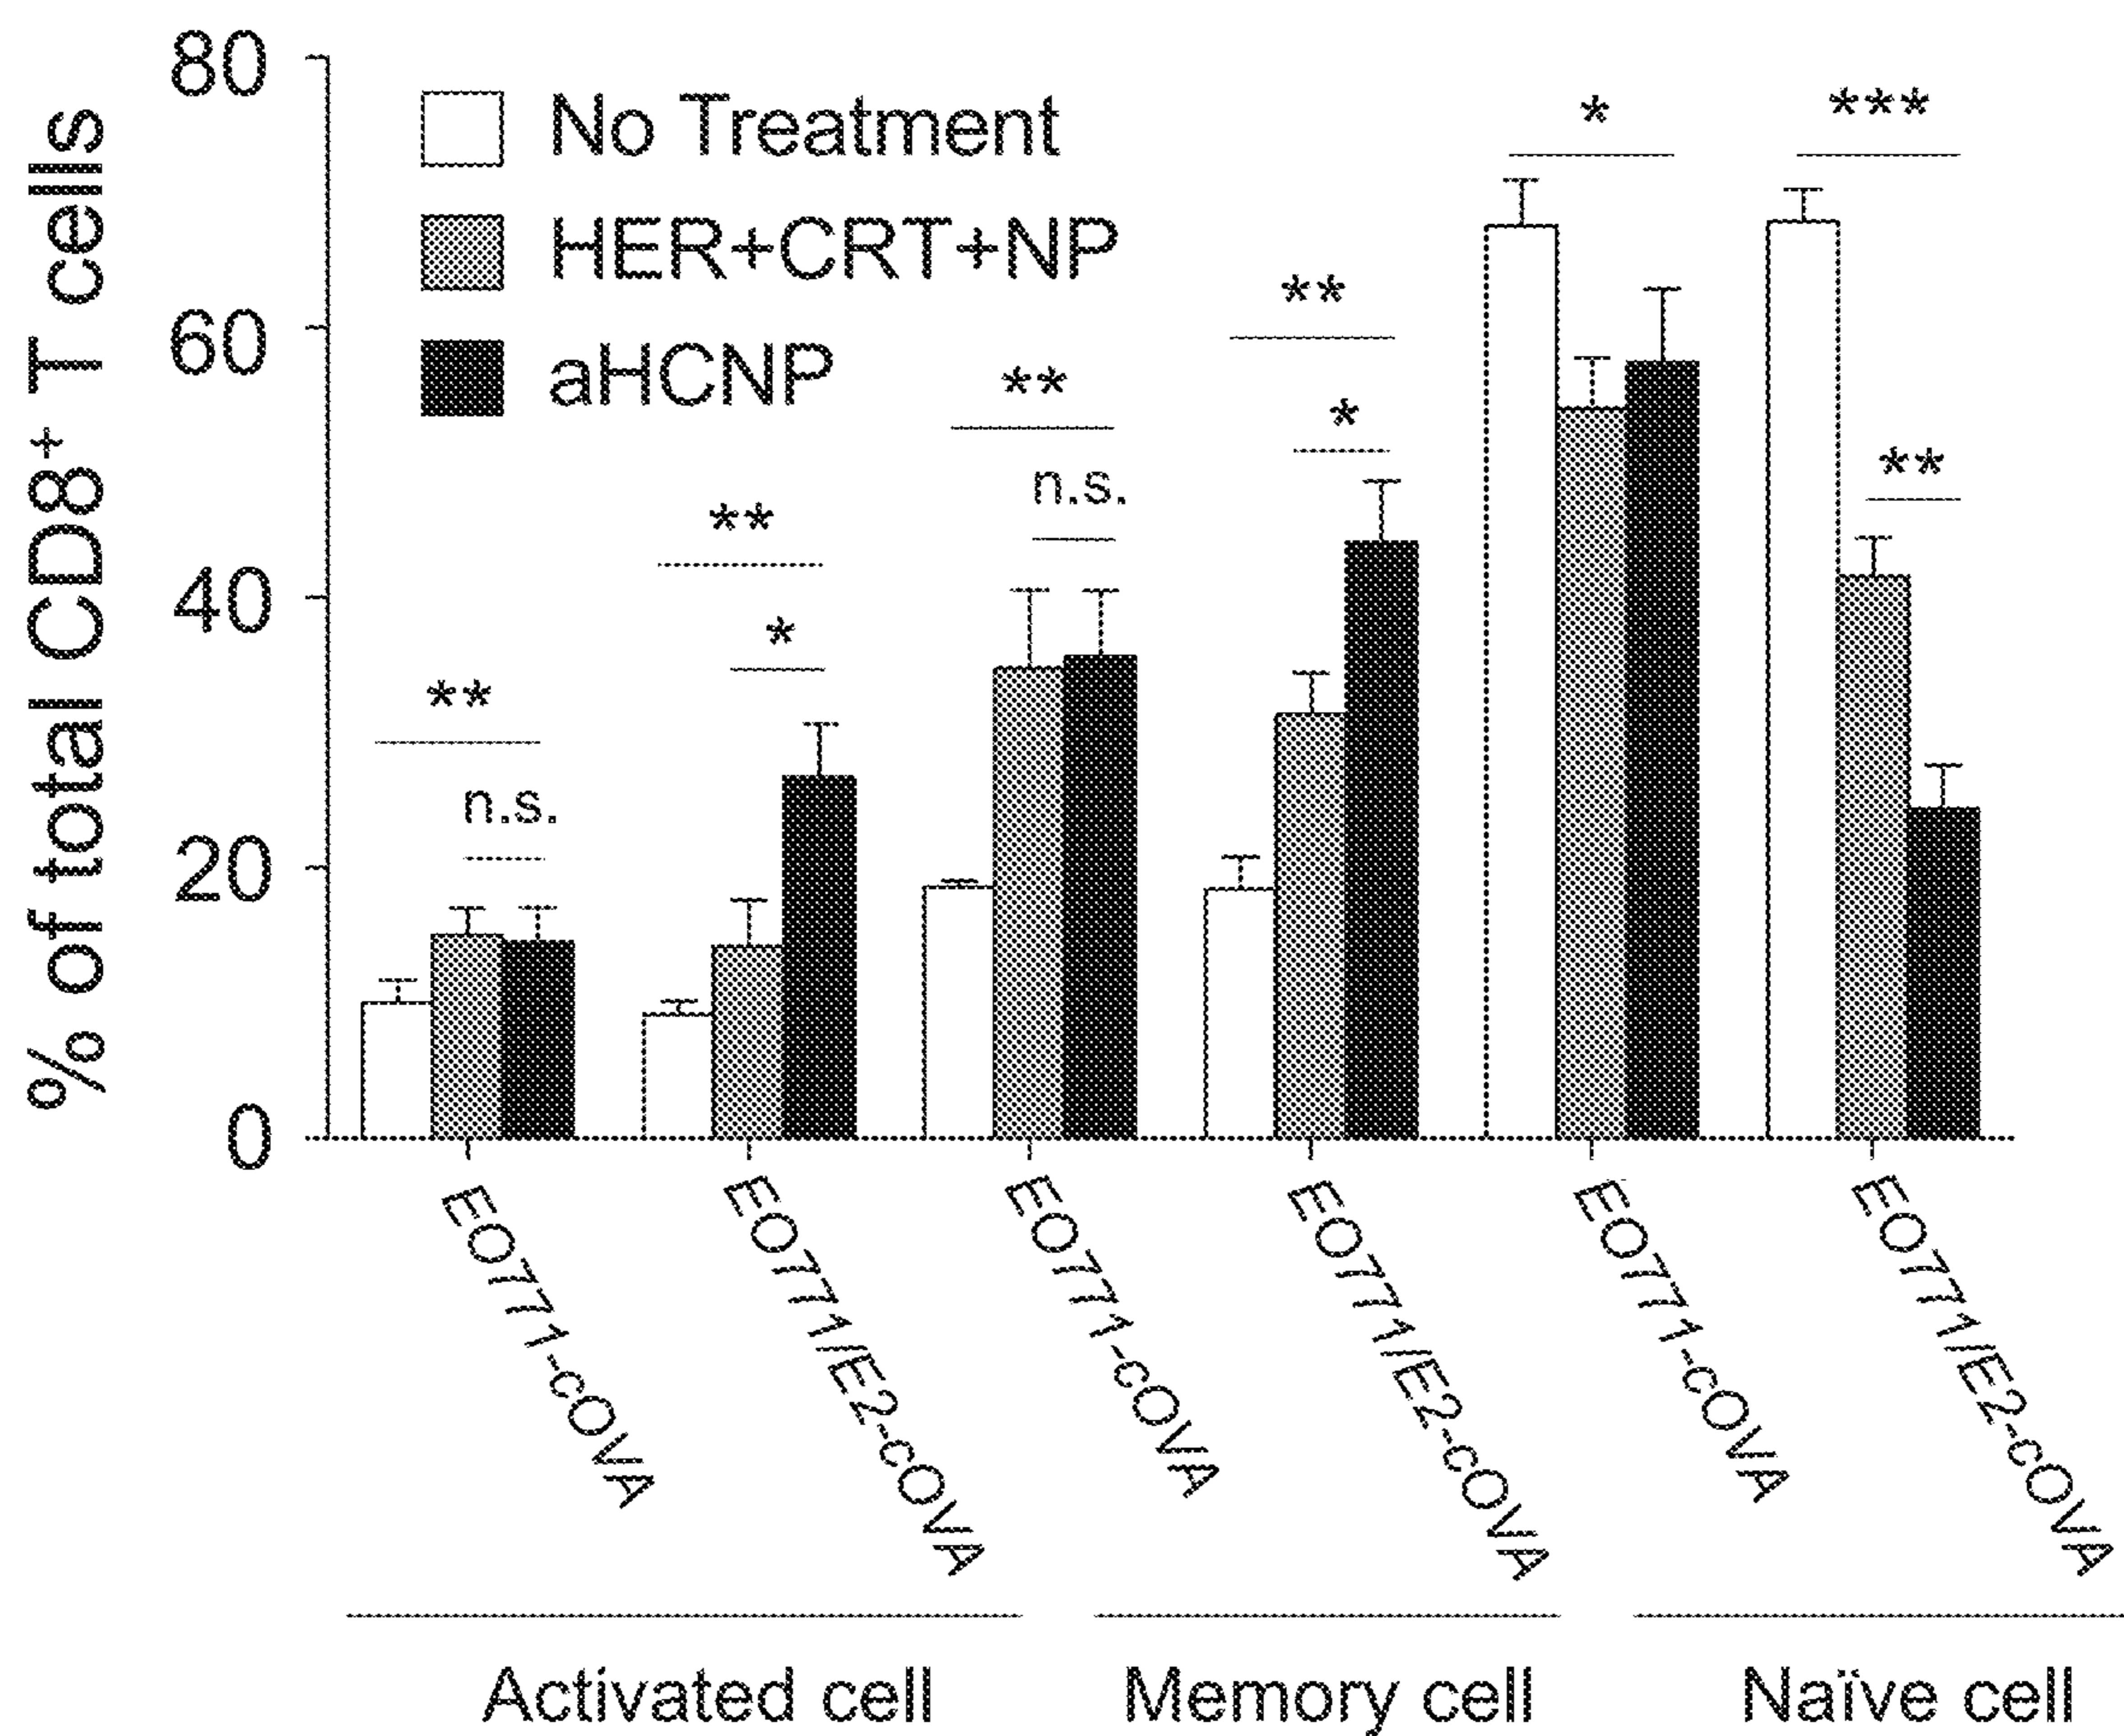 % of total CD8⁺ T cells
80
60
40
20
0
No Treatment
HER+CRT+NP
aHCNP
**
n.s.
**
*
**
n.s.
**
*
*
***
**
EO771-cOVA
EO771/E2-cOVA
EO771-cOVA
EO771/E2-cOVA
EO771-cOVA
EO771/E2-cOVA
Activated cell
Memory cell
Naïve cell